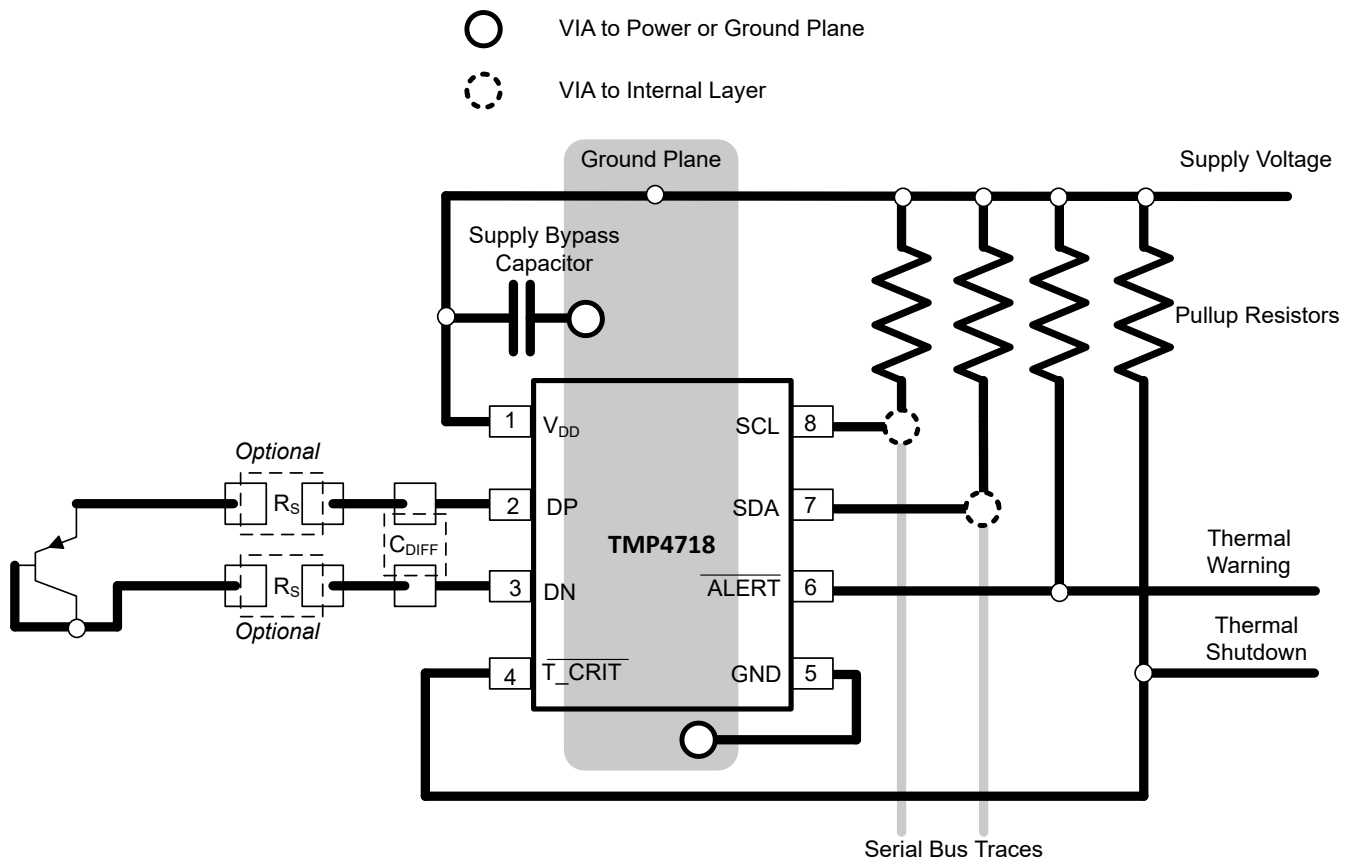 VIA to Power or Ground Plane
VIA to Internal Layer
Ground Plane
Supply Voltage
Supply Bypass
Capacitor
Pullup Resistors
1
VDD
SCL
8
Optional
RS
2
DP
SDA
7
CDIFF
TMP4718
Thermal
Warning
RS
3
DN
ALERT
6
Optional
Thermal
Shutdown
4
T_CRIT
GND
5
Serial Bus Traces